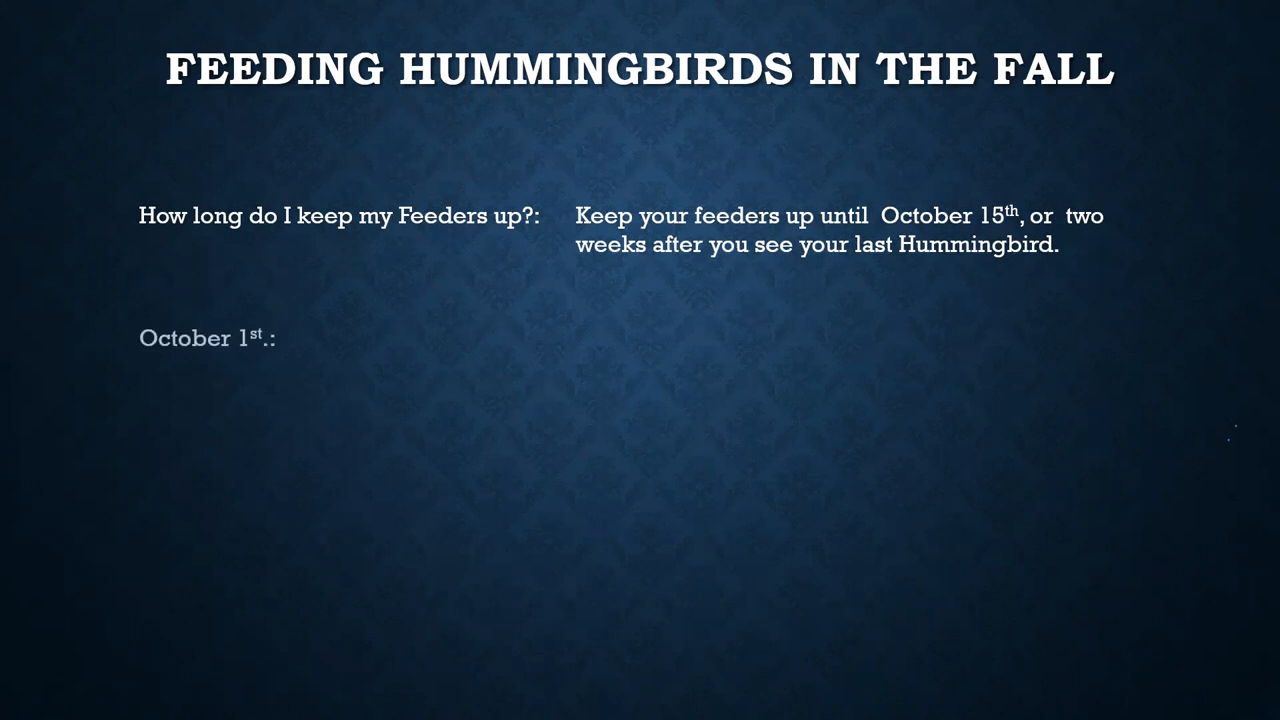 FEEDING HUMMINGBIRDS IN THE FALL
How long do I keep my Feeders up?:
Keep your feeders up until  October 15th, or  two
weeks after you see your last Hummingbird.
October 1st.: